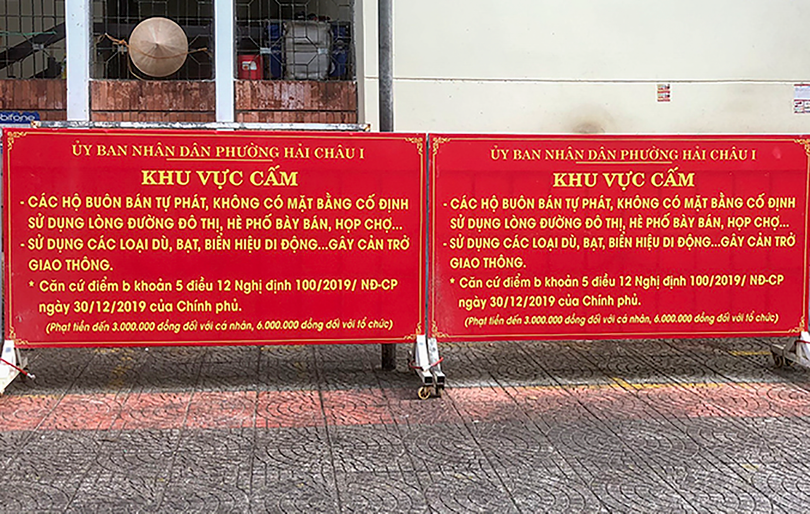 obifone
ỦY BAN NHÂN DÂN PHƯỜNG HẢI CHÂU I
KHU VỰC CẤM
- CÁC HỘ BUÔN BÁN TỰ PHÁT, KHÔNG CÓ MẶT BẰNG CỐ ĐỊNH
SỬ DỤNG LÒNG ĐƯỜNG ĐÔ THỊ, HÈ PHỐ BÀY BÁN, HỌP CHỢ...
- SỬ DỤNG CÁC LOẠI DÙ, BẠT, BIỂN HIỆU DI ĐỘNG...GÂY CẢN TRỞ
GIAO THÔNG.
* Căn cứ điểm b khoản 5 điều 12 Nghị định 100/2019/ NĐ-CP
ngày 30/12/2019 của Chính phủ.
(Phạt tiền đến 3.000.000 đồng đối với cá nhân, 6.000.000 đồng đối với tổ chức)
ỦY BAN NHÂN DÂN PHƯỜNG HẢI CHÂU I
KHU VỰC CẤM
- CÁC HỘ BUÔN BÁN TỰ PHÁT, KHÔNG CÓ MẶT BẰNG CỐ ĐỊNH
SỬ DỤNG LÒNG ĐƯỜNG ĐÔ THỊ, HÈ PHỐ BÀY BÁN, HỌP CHỢ...
- SỬ DỤNG CÁC LOẠI DÙ, BẠT, BIỂN HIỆU DI ĐỘNG...GÂY CẢN TRỞ
GIAO THÔNG.
* Căn cứ điểm b khoản 5 điều 12 Nghị định 100/2019/ NĐ-CP
ngày 30/12/2019 của Chính phủ.
(Phạt tiền đến 3.000.000 đồng đối với cá nhân, 6.000.000 đồng đối với tổ chức)